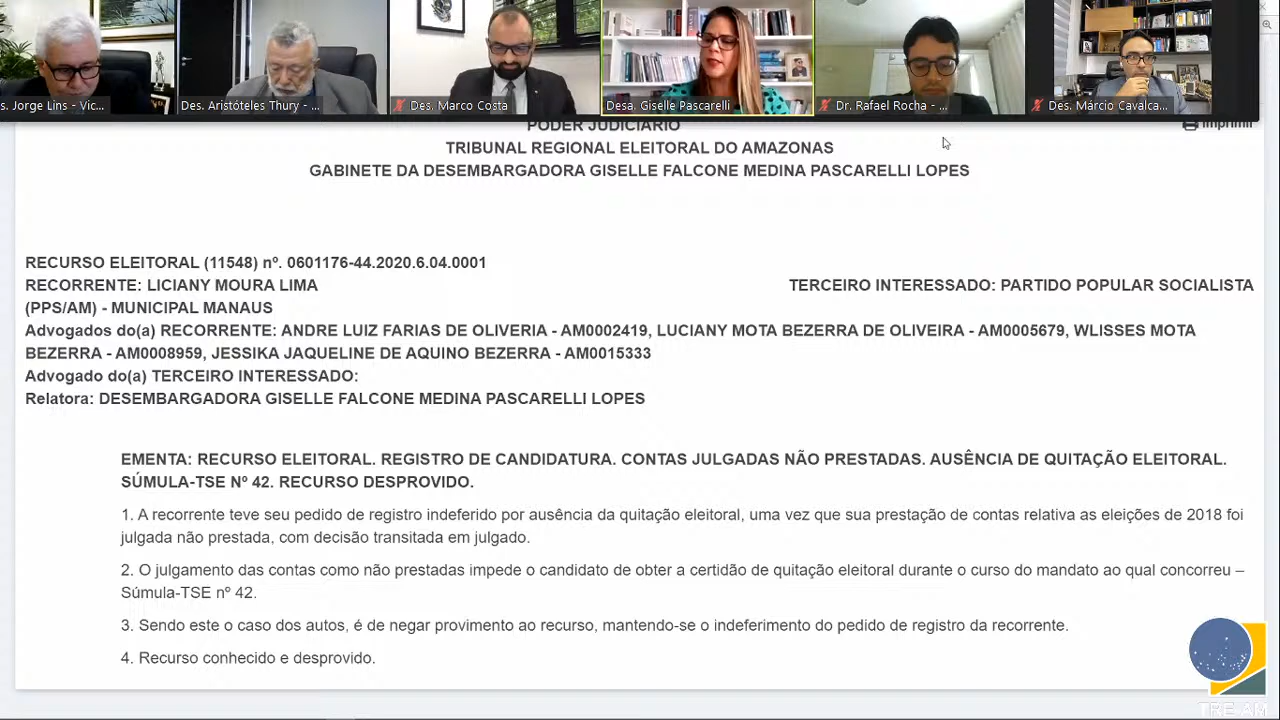 s. Jorge Lins - Vic...
Des. Aristóteles Thury - ...
Des. Marco Costa
Desa. Giselle Pascarelli
Dr. Rafael Rocha - ...
Des. Márcio Cavalca...
PODER JUDICIÁRIO
Imprimir
TRIBUNAL REGIONAL ELEITORAL DO AMAZONAS
GABINETE DA DESEMBARGADORA GISELLE FALCONE MEDINA PASCARELLI LOPES
RECURSO ELEITORAL (11548) nº. 0601176-44.2020.6.04.0001
RECORRENTE: LICIANY MOURA LIMA TERCEIRO INTERESSADO: PARTIDO POPULAR SOCIALISTA
(PPS/AM) - MUNICIPAL MANAUS
Advogados do(a) RECORRENTE: ANDRE LUIZ FARIAS DE OLIVERIA - AM0002419, LUCIANY MOTA BEZERRA DE OLIVEIRA - AM0005679, WLISSES MOTA
BEZERRA - AM0008959, JESSIKA JAQUELINE DE AQUINO BEZERRA - AM0015333
Advogado do(a) TERCEIRO INTERESSADO:
Relatora: DESEMBARGADORA GISELLE FALCONE MEDINA PASCARELLI LOPES
EMENTA: RECURSO ELEITORAL. REGISTRO DE CANDIDATURA. CONTAS JULGADAS NÃO PRESTADAS. AUSÊNCIA DE QUITAÇÃO ELEITORAL.
SÚMULA-TSE Nº 42. RECURSO DESPROVIDO.
1. A recorrente teve seu pedido de registro indeferido por ausência da quitação eleitoral, uma vez que sua prestação de contas relativa as eleições de 2018 foi
julgada não prestada, com decisão transitada em julgado.
2. O julgamento das contas como não prestadas impede o candidato de obter a certidão de quitação eleitoral durante o curso do mandato ao qual concorreu –
Súmula-TSE nº 42.
3. Sendo este o caso dos autos, é de negar provimento ao recurso, mantendo-se o indeferimento do pedido de registro da recorrente.
4. Recurso conhecido e desprovido.
TRE-AM